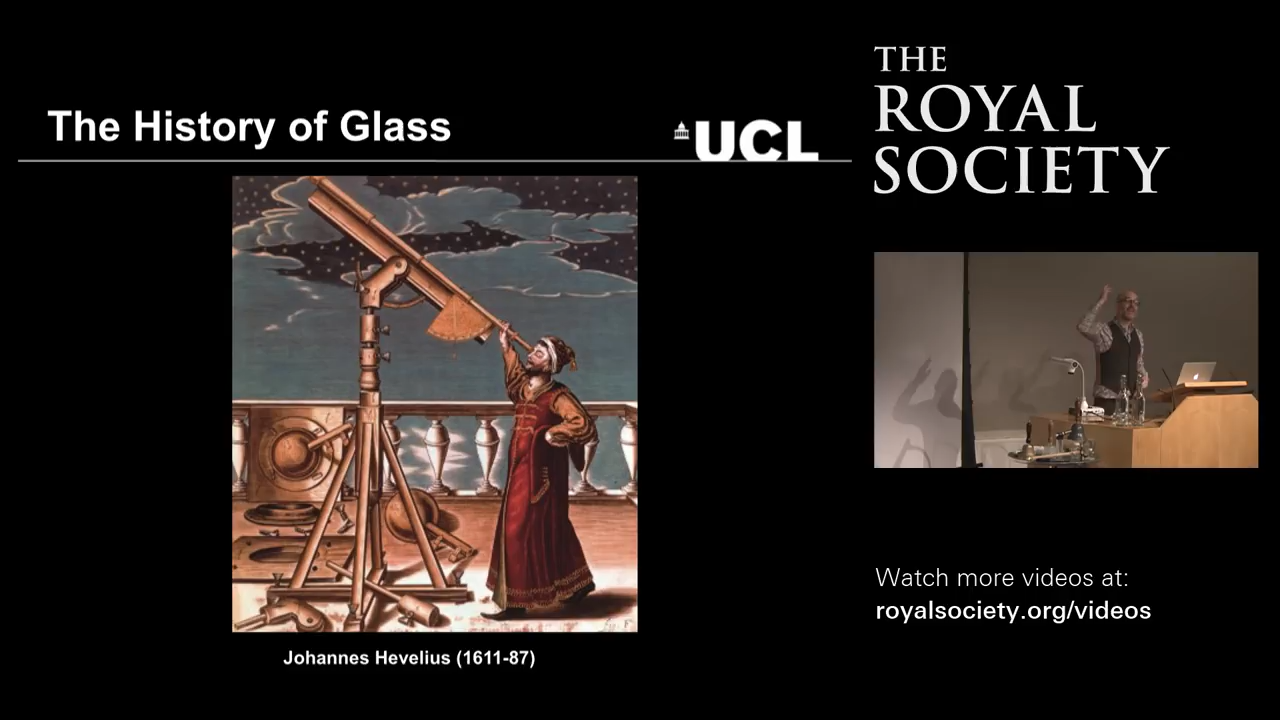 The History of Glass
UCL
Johannes Hevelius (1611-87)
THE
ROYAL
SOCIETY
Watch more videos at:
royalsociety.org/videos